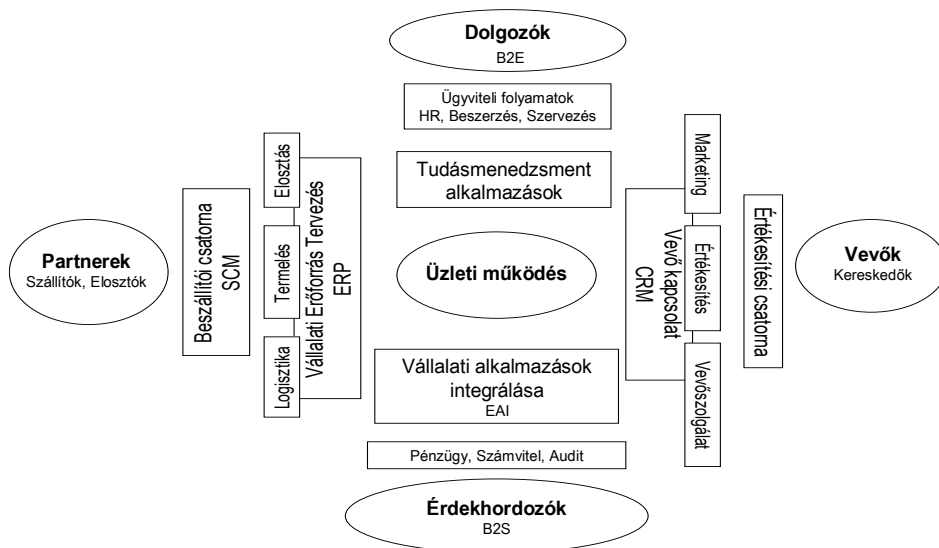 Dolgozók
B2E
Ügyviteli folyamatok
HR, Beszerzés, Szervezés
Tudásmenedzsment
alkalmazások
Partnerek
Szállítók, Elosztók
Beszállítói csatorna
SCM
Elosztás
Termelés
Logisztika
Vállalati Erőforrás Tervezés
ERP
Üzleti működés
CRM
Vevő kapcsolat
Marketing
Értékesítés
Vevőszolgálat
Értékesítési csatorna
Vevők
Kereskedők
Vállalati alkalmazások
integrálása
EAI
Pénzügy, Számvitel, Audit
Érdekhordozók
B2S